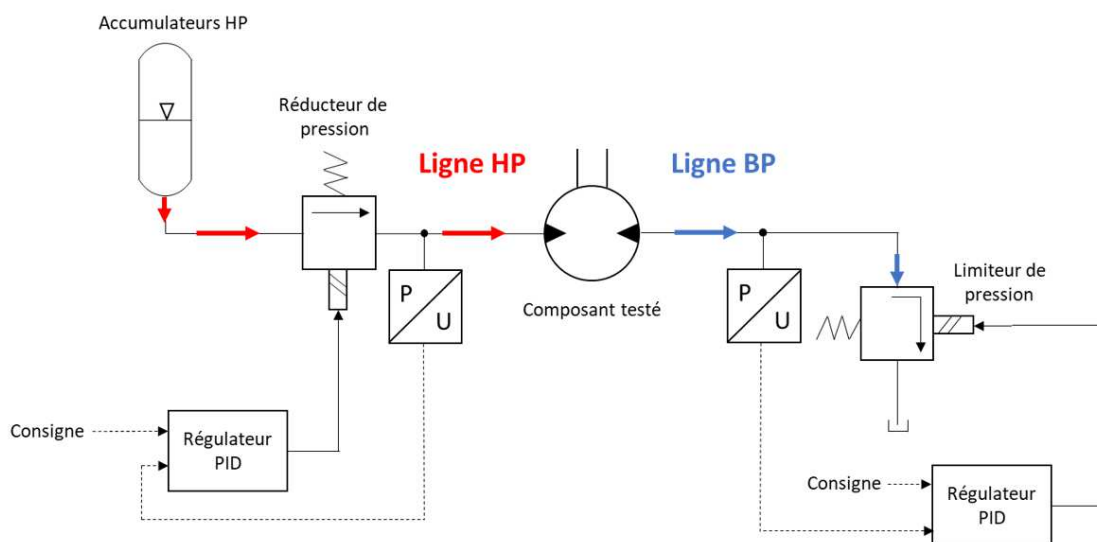 Accumulateurs HP
Réducteur de
pression
Ligne HP
Ligne BP
P
U
Composant testé
P
U
Limiteur de
pression
Consigne
Régulateur
PID
Consigne
Régulateur
PID